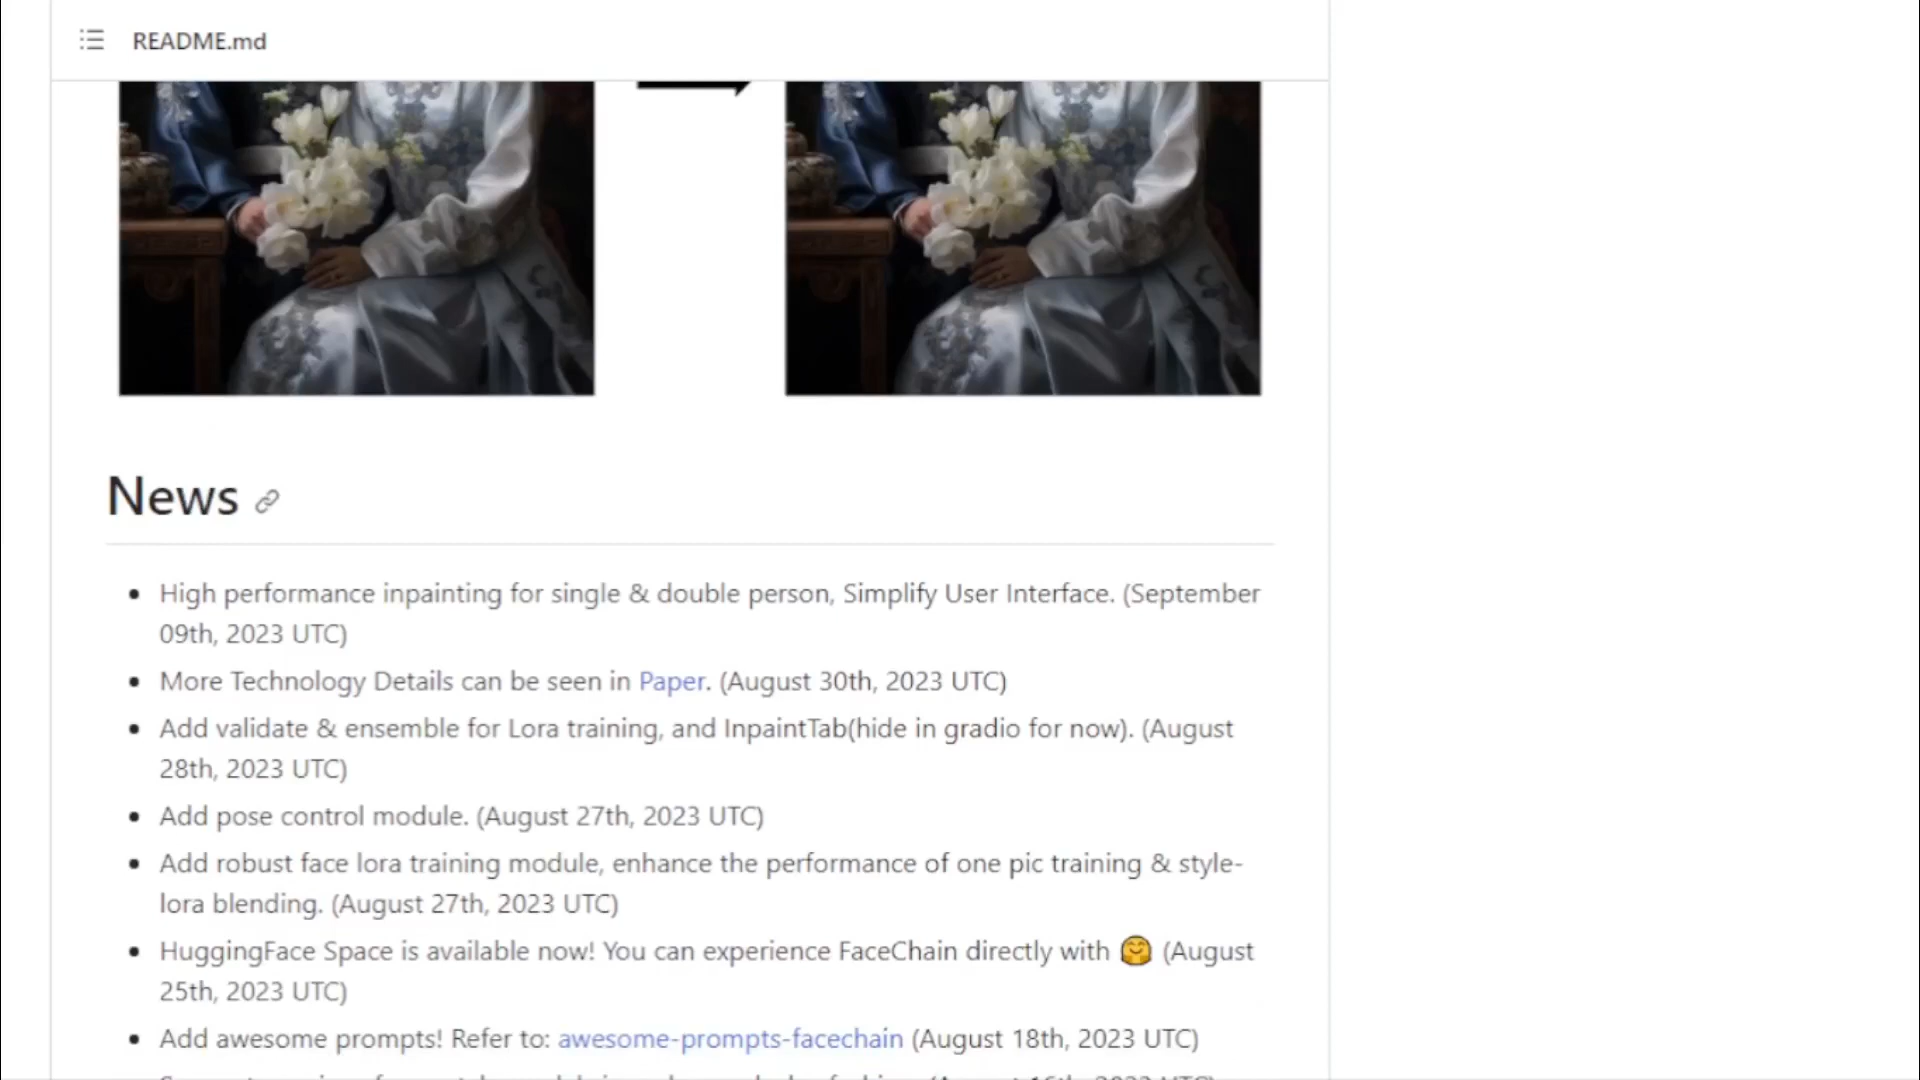 README.md
News
High performance inpainting for single & double person, Simplify User Interface. (September
09th, 2023 UTC)
More Technology Details can be seen in Paper. (August 30th, 2023 UTC)
Add validate & ensemble for Lora training, and InpaintTab(hide in gradio for now). (August
28th, 2023 UTC)
Add pose control module. (August 27th, 2023 UTC)
Add robust face lora training module, enhance the performance of one pic training & style-
lora blending. (August 27th, 2023 UTC)
HuggingFace Space is available now! You can experience FaceChain directly with 🤗 (August
25th, 2023 UTC)
Add awesome prompts! Refer to: awesome-prompts-facechain (August 18th, 2023 UTC)